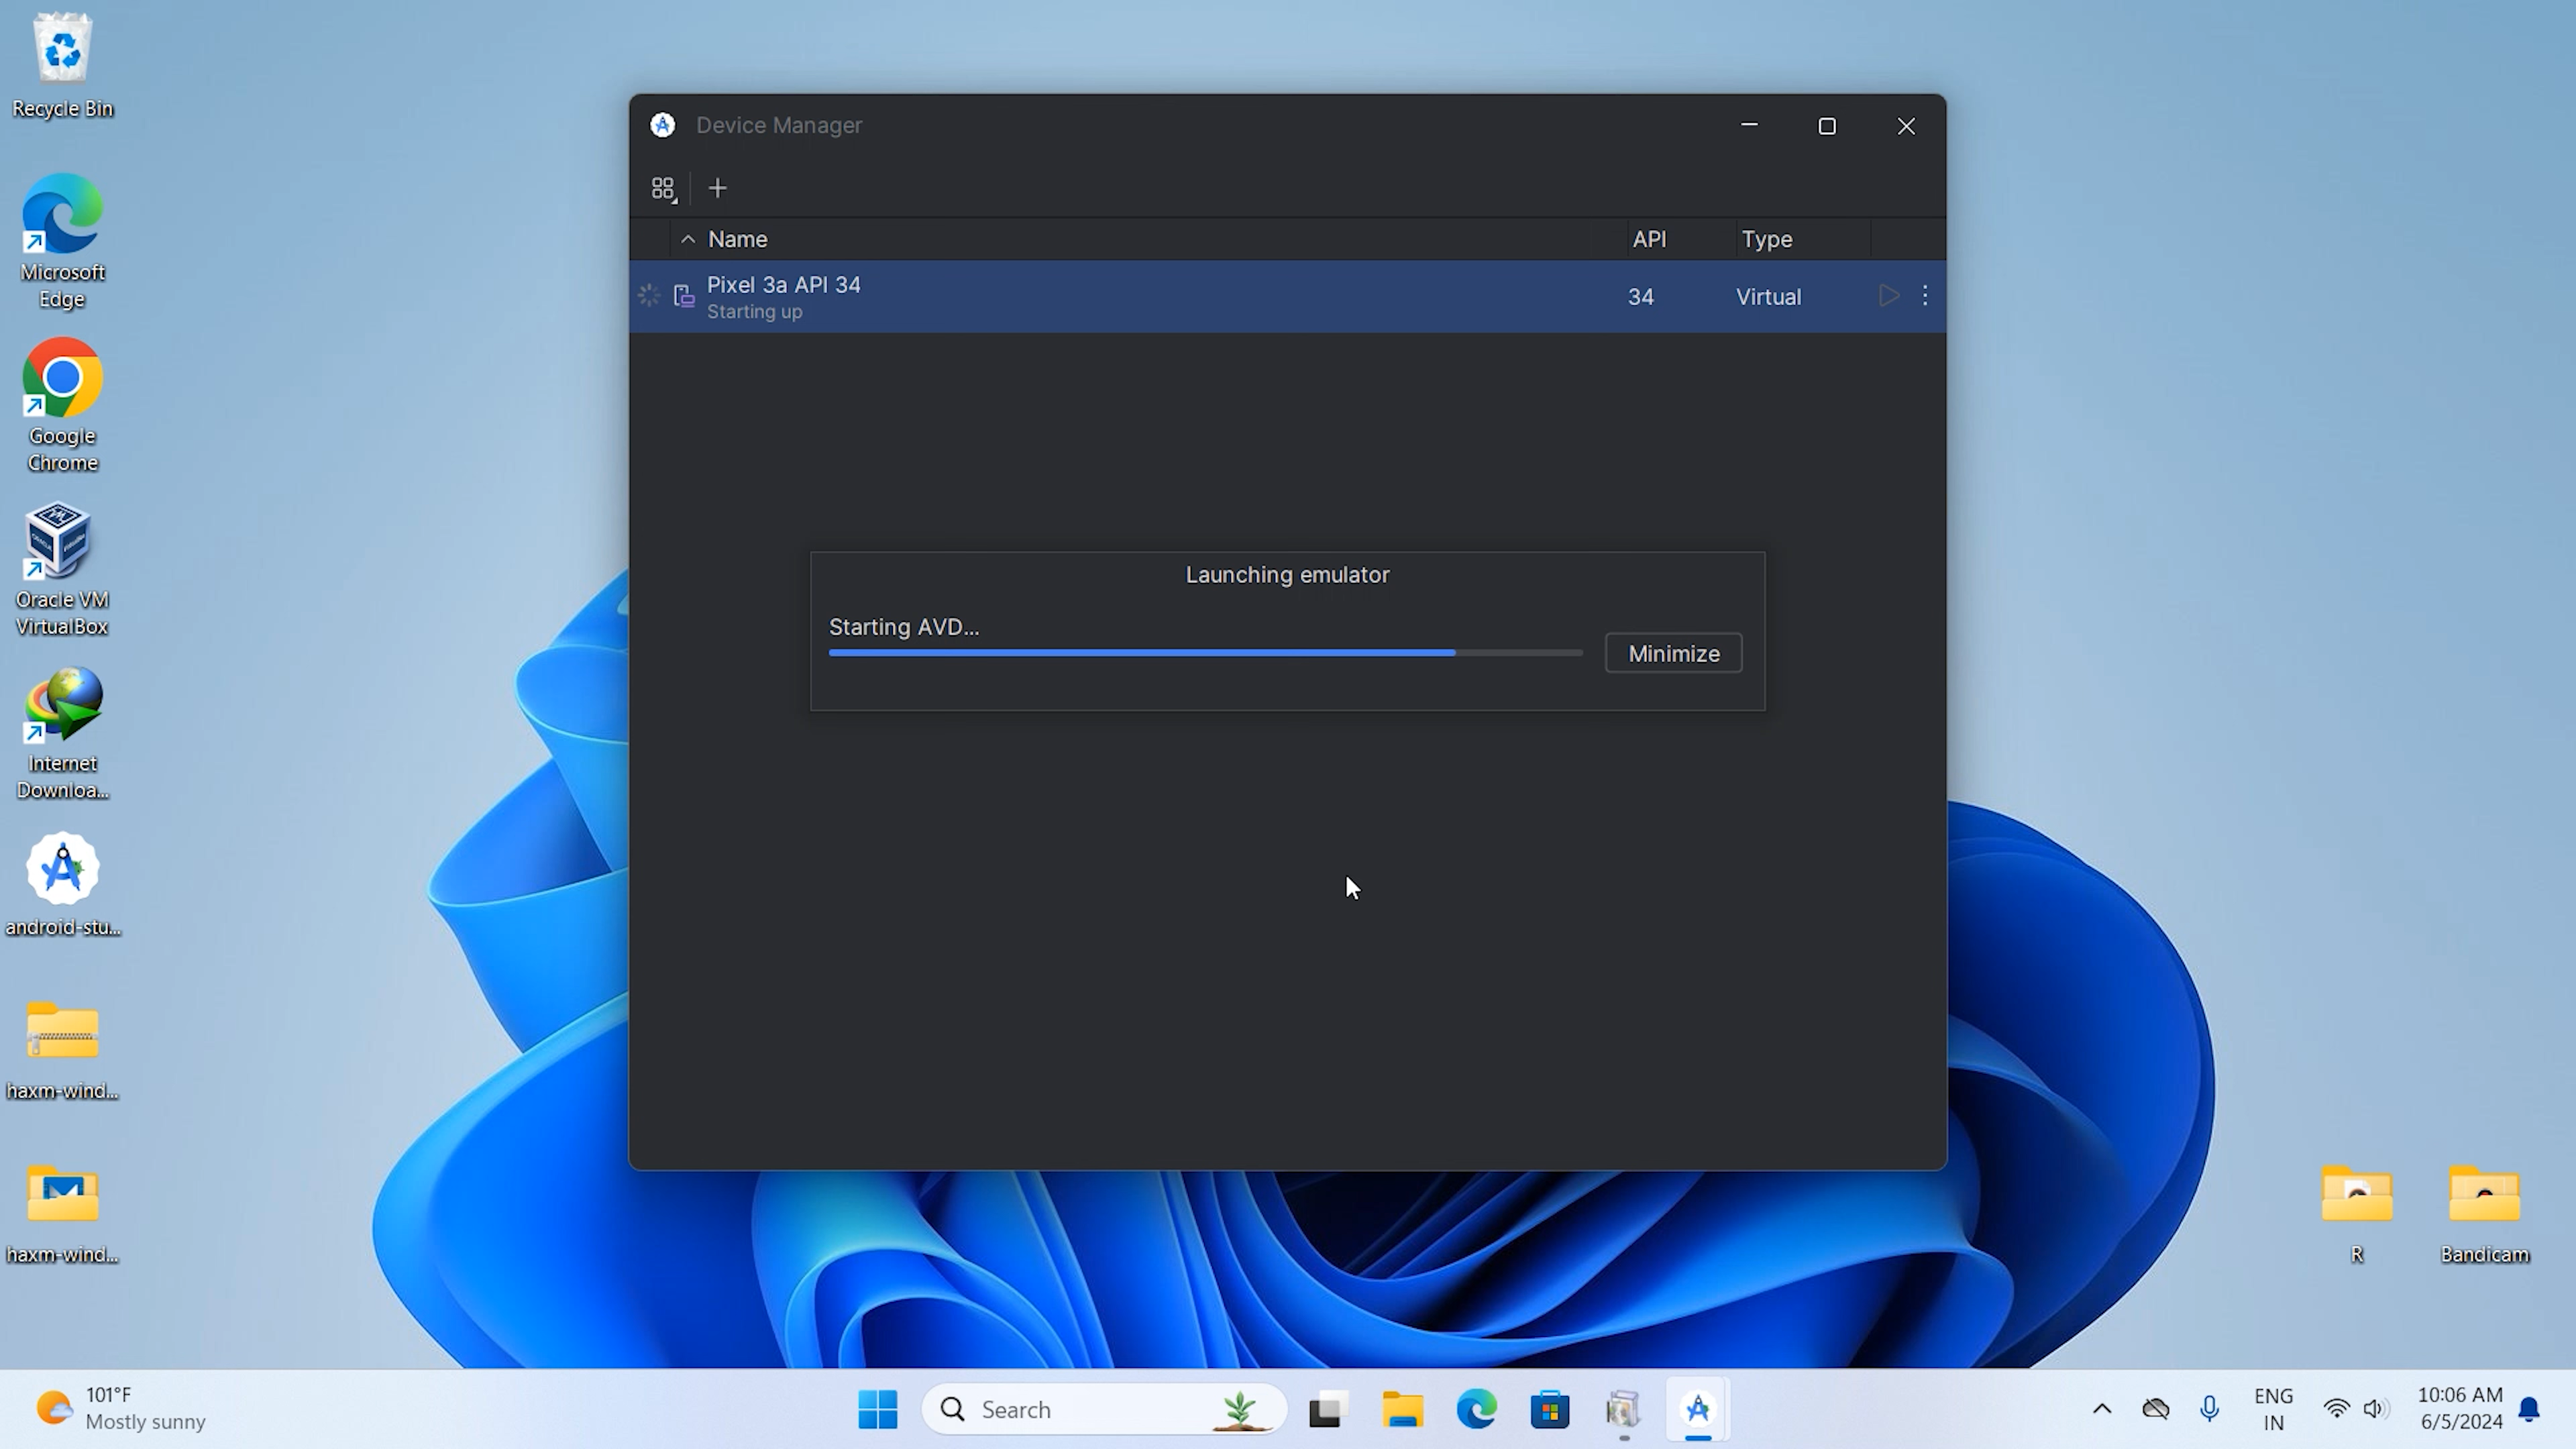 Recycle Bin
Microsoft
Edge
Google
Chrome
Oracle VM
VirtualBox
Internet
Downloa...
android-stu...
haxm-wind...
haxm-wind...
Device Manager
Name
API
Type
Pixel 3a API 34
Starting up
34
Virtual
Launching emulator
Starting AVD...
Minimize
R
Bandicam
101°F
Mostly sunny
Search
ENG
IN
10:06 AM
6/5/2024